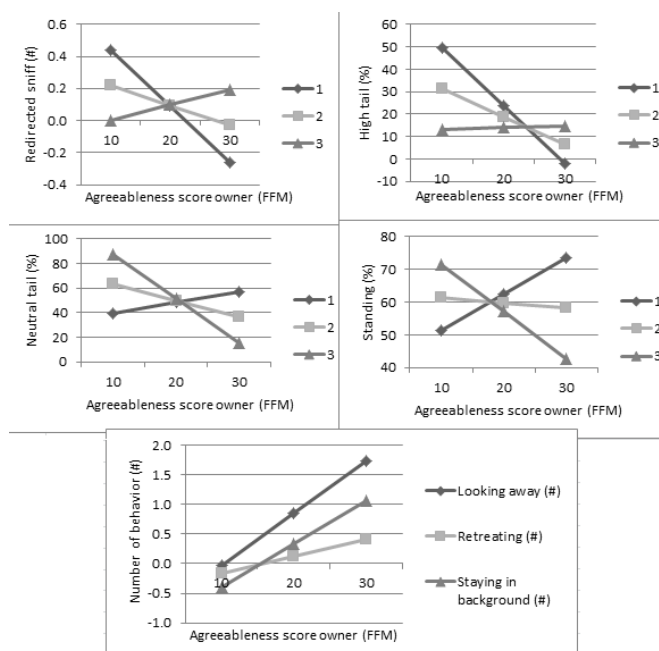 Redirected sniff (#)
0.6
0.4
0.2
0.0
-0.2
-0.4
10 20 30
1
2
3
Agreeableness score owner (FFM)
High tail (%)
60
50
40
30
20
10
0
-10
10 20 30
1
2
3
Agreeableness score owner (FFM)
Neutral tail (%)
100
80
60
40
20
0
10 20 30
1
2
3
Agreeableness score owner (FFM)
Standing (%)
80
70
60
50
40
10 20 30
1
2
3
Agreeableness score owner (FFM)
Number of behavior (#)
2.0
1.5
1.0
0.5
0.0
-0.5
-1.0
10 20 30
Looking away (#)
Retreating (#)
Staying in
background (#)
Agreeableness score owner (FFM)